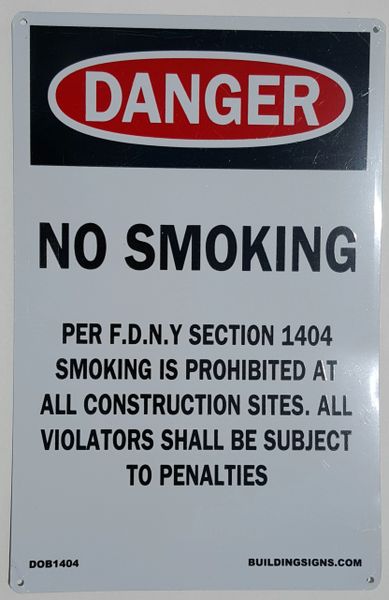 DANGER
NO SMOKING
PER F.D.N.Y SECTION 1404
SMOKING IS PROHIBITED AT
ALL CONSTRUCTION SITES. ALL
VIOLATORS SHALL BE SUBJECT
TO PENALTIES
DOB1404 BUILDINGSIGNS.COM